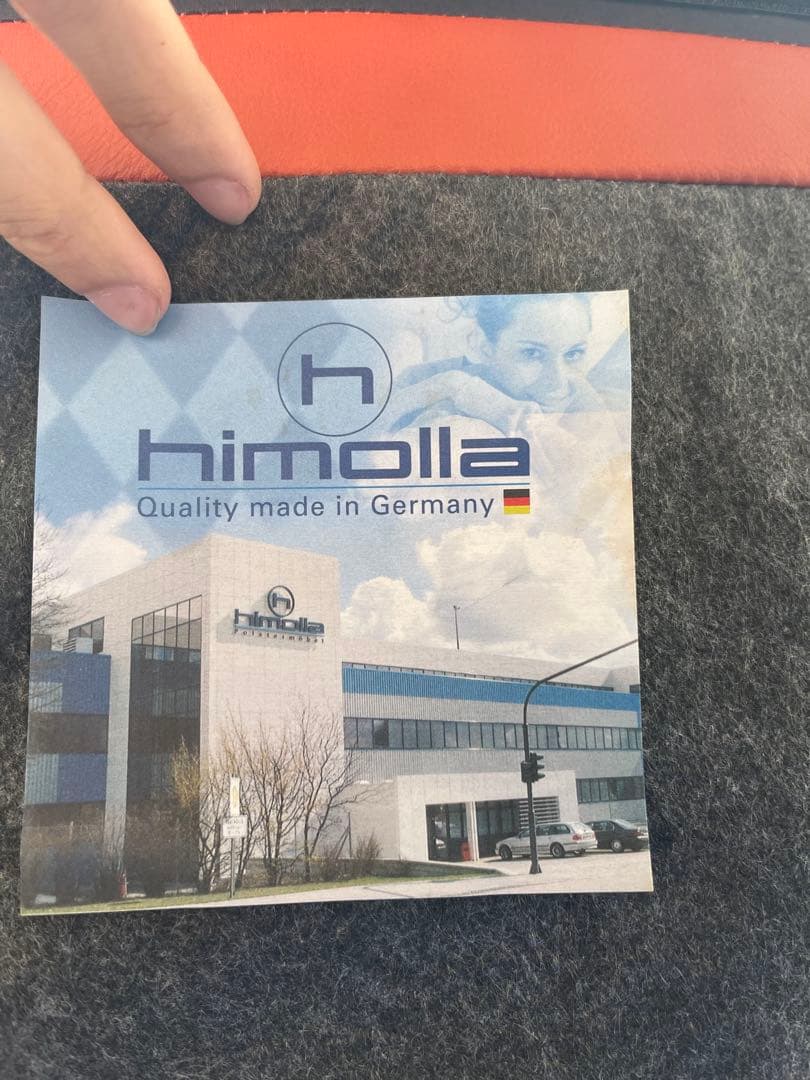 h
himolla
Quality made in Germany
h
himolla
polstermöbel